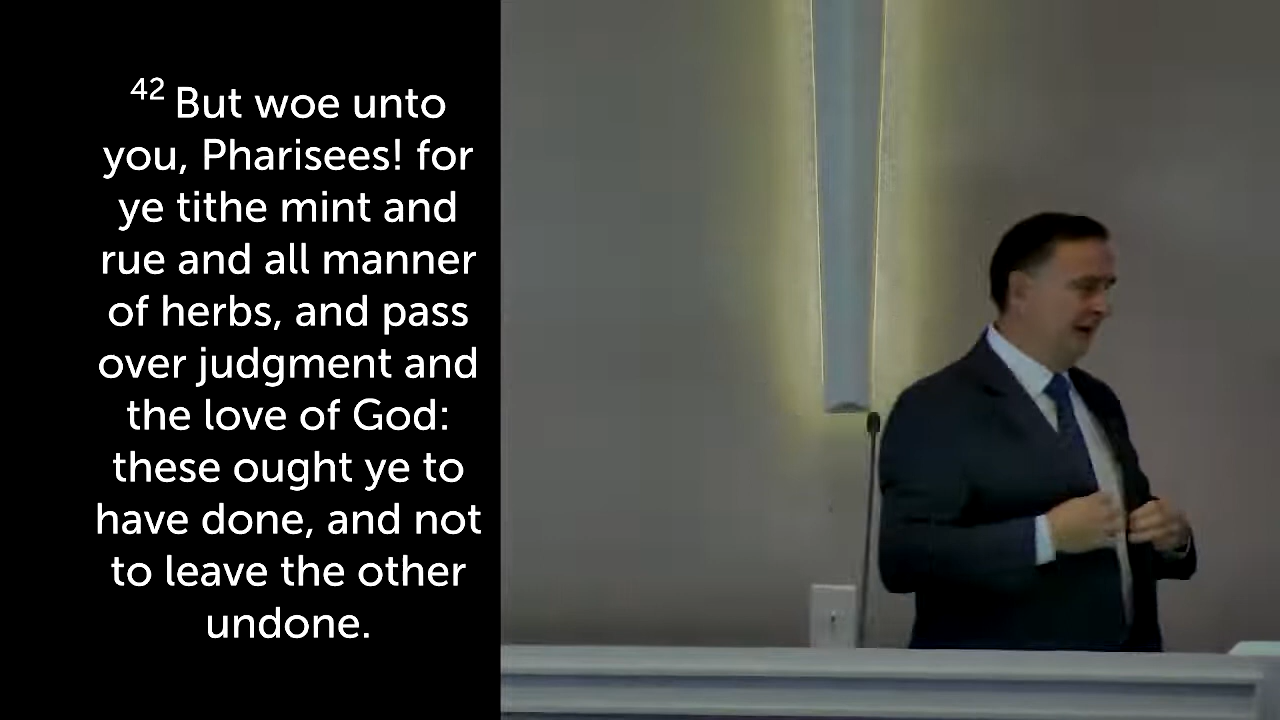 42 But woe unto
you, Pharisees! for
ye tithe mint and
rue and all manner
of herbs, and pass
over judgment and
the love of God:
these ought ye to
have done, and not
to leave the other
undone.